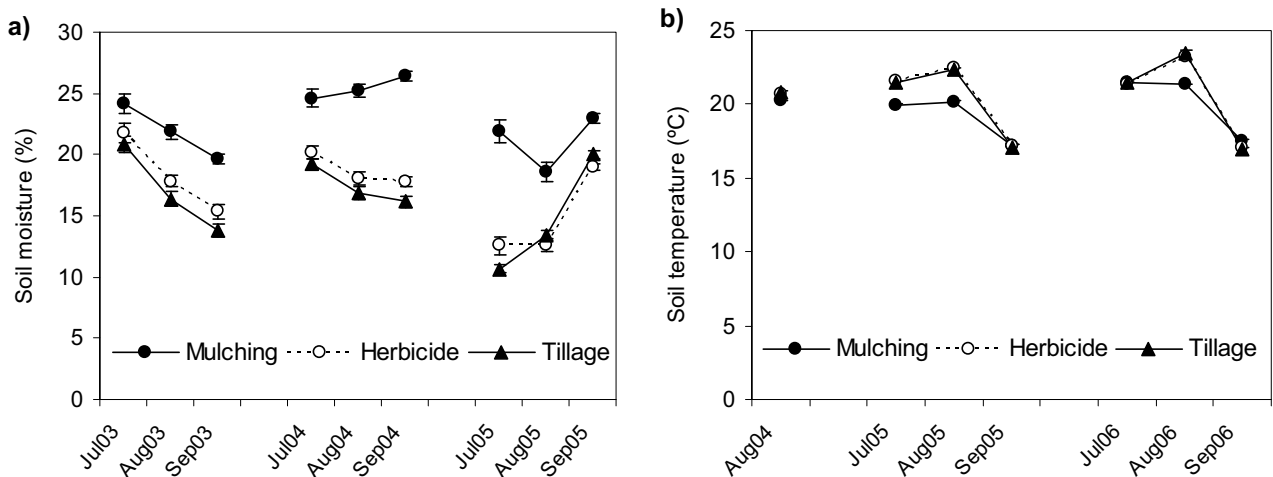 a)
Soil moisture (%)
30
25
20
15
10
5
0
Mulching Herbicide Tillage
Jul03 Aug03 Sep03 Jul04 Aug04 Sep04 Jul05 Aug05 Sep05
b)
Soil temperature (ºC)
25
20
15
10
5
0
Mulching Herbicide Tillage
Aug04 Jul05 Aug05 Sep05 Jul06 Aug06 Sep06